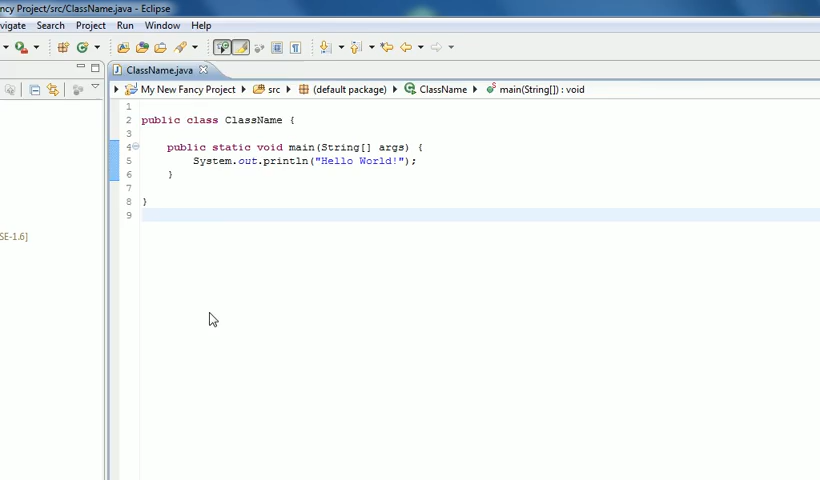 ncy Project/src/ClassName.java - Eclipse
vigate Search Project Run Window Help
ClassName.java
My New Fancy Project src (default package) ClassName main(String[]) : void
1
2 public class ClassName {
3
4 public static void main(String[] args) {
5 System.out.println("Hello World!");
6 }
7
8 }
9
SE-1.6]